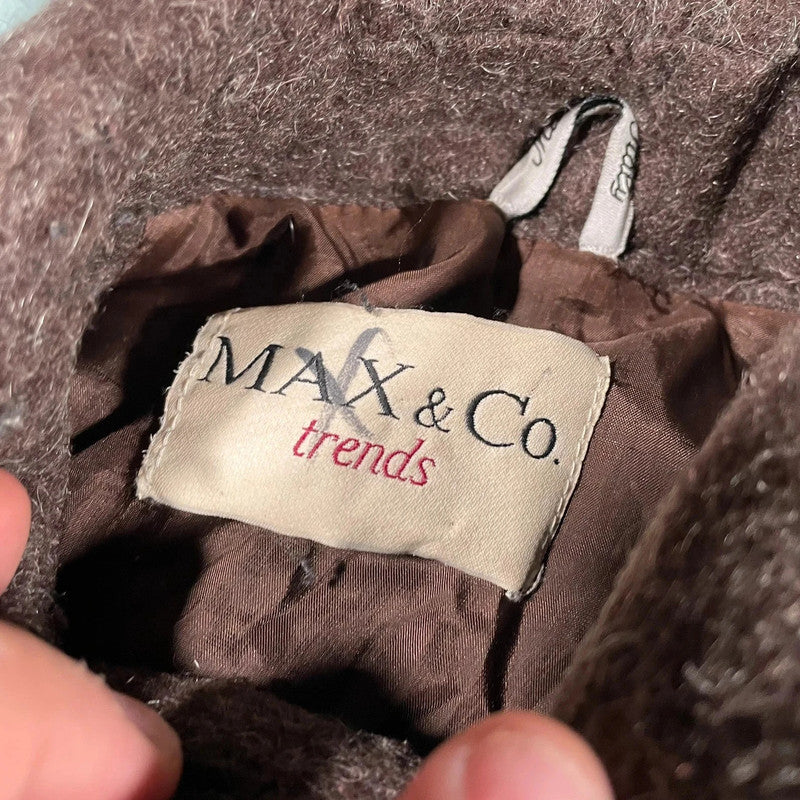 MAX & Co.
trends